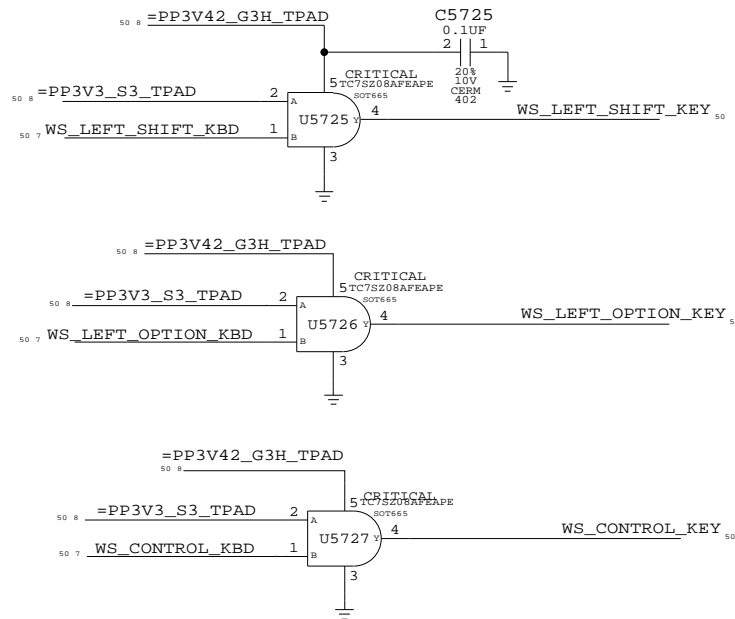 50 8 =PP3V42_G3H_TPAD
C5725
0.1UF
2 1
20%
10V
CERM
402
CRITICAL
5 TC7SZ08AFEAPE
SOT665
50 8 =PP3V3_S3_TPAD 2
A
U5725 Y 4
WS_LEFT_SHIFT_KEY 50
50 7 WS_LEFT_SHIFT_KBD 1
B
3
50 8 =PP3V42_G3H_TPAD
CRITICAL
5 TC7SZ08AFEAPE
SOT665
50 8 =PP3V3_S3_TPAD 2
A
U5726 Y 4
WS_LEFT_OPTION_KEY 5
50 7 WS_LEFT_OPTION_KBD 1
B
3
=PP3V42_G3H_TPAD
50 8
CRITICAL
5 TC7SZ08AFEAPE
SOT665
50 8 =PP3V3_S3_TPAD 2
A
U5727 Y 4
WS_CONTROL_KEY 50
50 7 WS_CONTROL_KBD 1
B
3